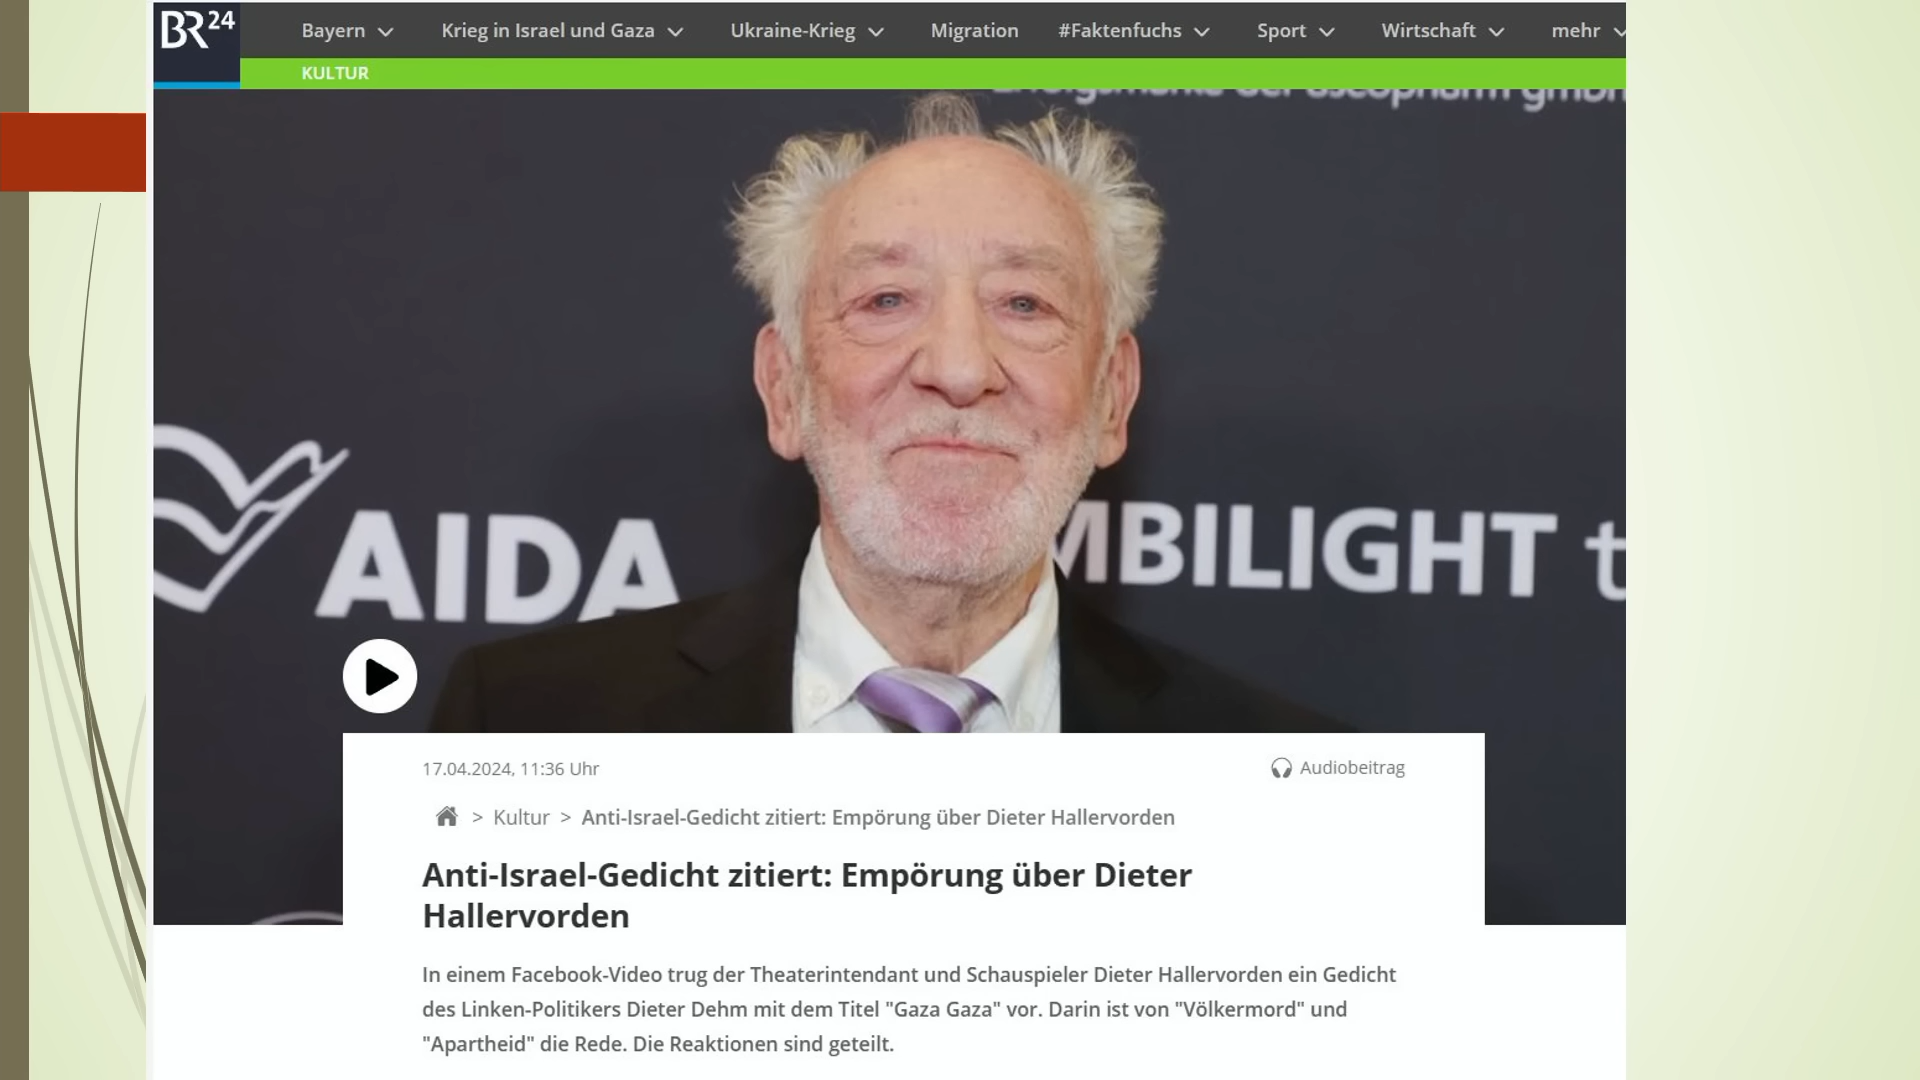 BR24
Bayern
Krieg in Israel und Gaza
Ukraine-Krieg
Migration
#Faktenfuchs
Sport
Wirtschaft
mehr
KULTUR
AIDA
MBILIGHT t
17.04.2024, 11:36 Uhr
Audiobeitrag
> Kultur > Anti-Israel-Gedicht zitiert: Empörung über Dieter Hallervorden
Anti-Israel-Gedicht zitiert: Empörung über Dieter
Hallervorden
In einem Facebook-Video trug der Theaterintendant und Schauspieler Dieter Hallervorden ein Gedicht
des Linken-Politikers Dieter Dehm mit dem Titel "Gaza Gaza" vor. Darin ist von "Völkermord" und
"Apartheid" die Rede. Die Reaktionen sind geteilt.